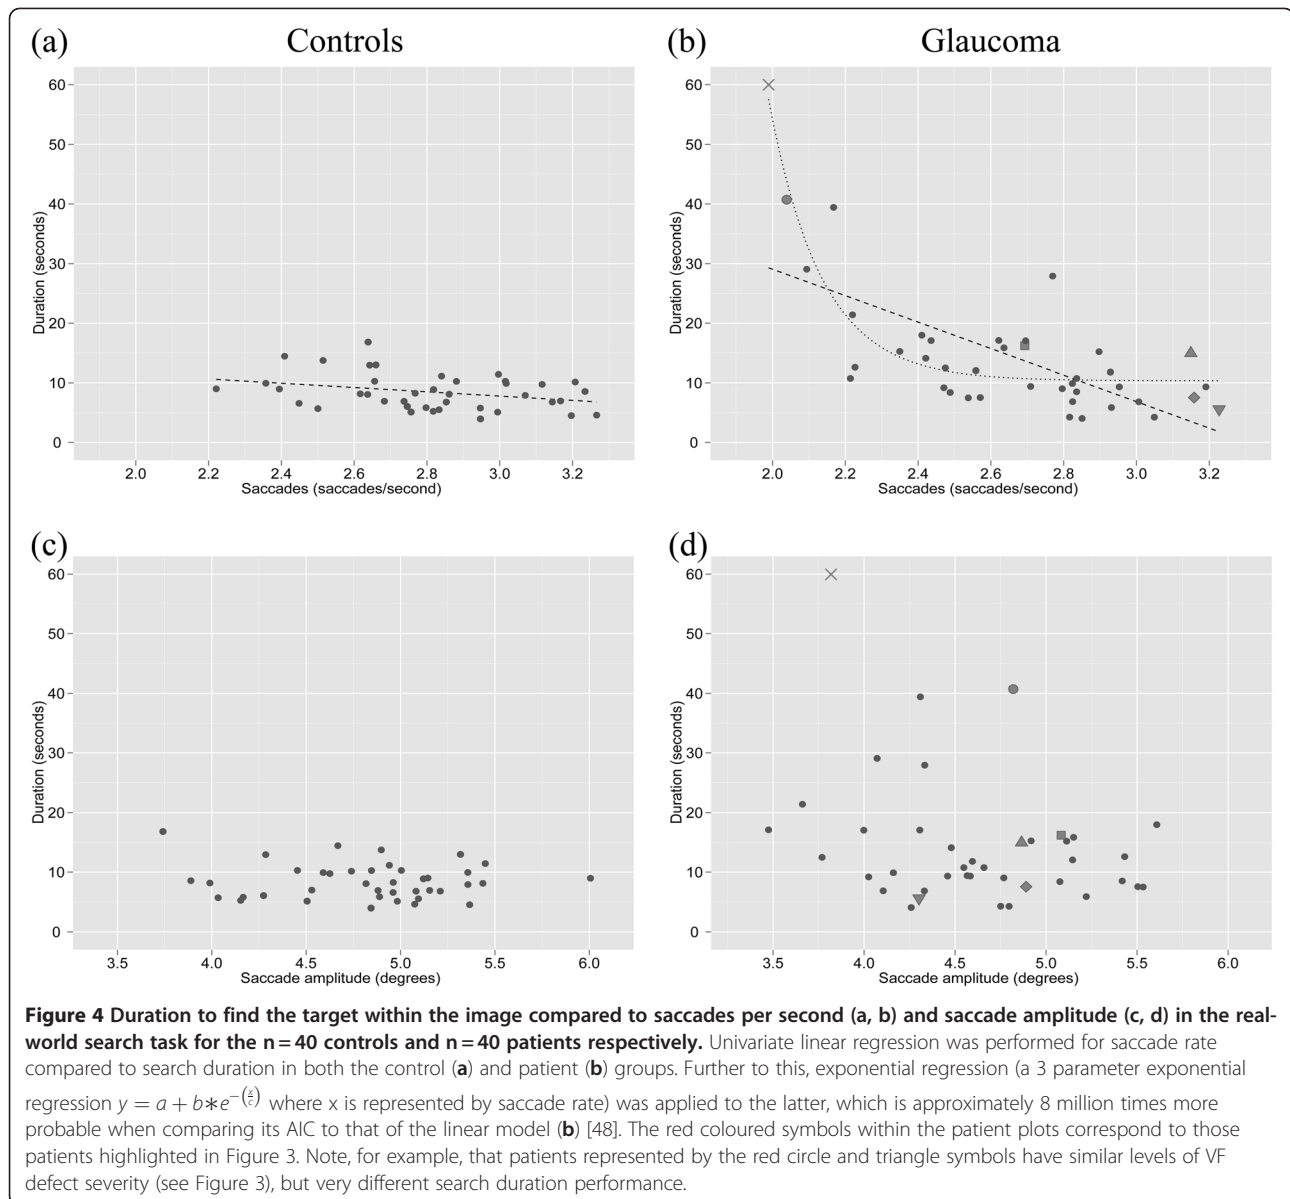 (a) Controls
(b) Glaucoma
60
50
40
30
20
10
0
Duration (seconds)
2.0 2.2 2.4 2.6 2.8 3.0 3.2
Saccades (saccades/second)
60
50
40
30
20
10
0
Duration (seconds)
2.0 2.2 2.4 2.6 2.8 3.0 3.2
Saccades (saccades/second)
(c)
60
50
40
30
20
10
0
Duration (seconds)
3.5 4.0 4.5 5.0 5.5 6.0
Saccade amplitude (degrees)
(d)
60
50
40
30
20
10
0
Duration (seconds)
3.5 4.0 4.5 5.0 5.5 6.0
Saccade amplitude (degrees)
Figure 4 Duration to find the target within the image compared to saccades per second (a, b) and saccade amplitude (c, d) in the real-
world search task for the n = 40 controls and n = 40 patients respectively. Univariate linear regression was performed for saccade rate
compared to search duration in both the control (a) and patient (b) groups. Further to this, exponential regression (a 3 parameter exponential
regression y = a + b∗e^−(x/c) where x is represented by saccade rate) was applied to the latter, which is approximately 8 million times more
probable when comparing its AIC to that of the linear model (b) [48]. The red coloured symbols within the patient plots correspond to those
patients highlighted in Figure 3. Note, for example, that patients represented by the red circle and triangle symbols have similar levels of VF
defect severity (see Figure 3), but very different search duration performance.